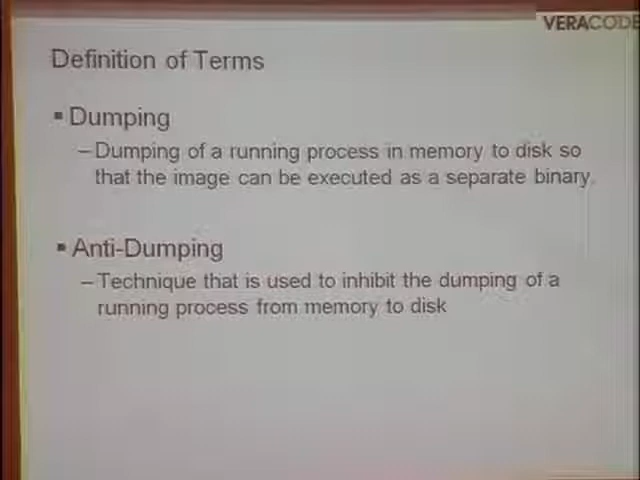 VERACODE
Definition of Terms
▪ Dumping
– Dumping of a running process in memory to disk so
that the image can be executed as a separate binary.
▪ Anti-Dumping
– Technique that is used to inhibit the dumping of a
running process from memory to disk